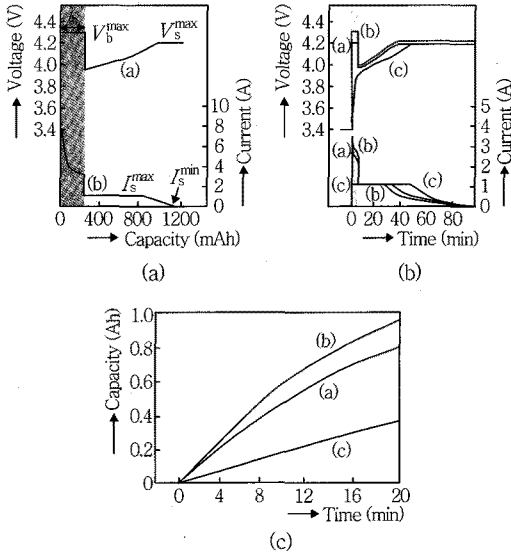 Voltage (V)
4.4
4.2
4.0
3.8
3.6
3.4
V_b^max
V_s^max
(a)
10
8
6
4
2
0
Current (A)
(b)
I_s^max
I_s^min
0 400 800 1200
Capacity (mAh)
(a)
Voltage (V)
4.4
4.2
4.0
3.8
3.6
3.4
(b)
(a)
(c)
5
4
3
2
1
0
Current (A)
(a)
(b)
(c)
(b)
(c)
0 20 40 60 80
Time (min)
(b)
Capacity (Ah)
1.0
0.8
0.6
0.4
0.2
0
(b)
(a)
(c)
0 4 8 12 16 20
Time (min)
(c)